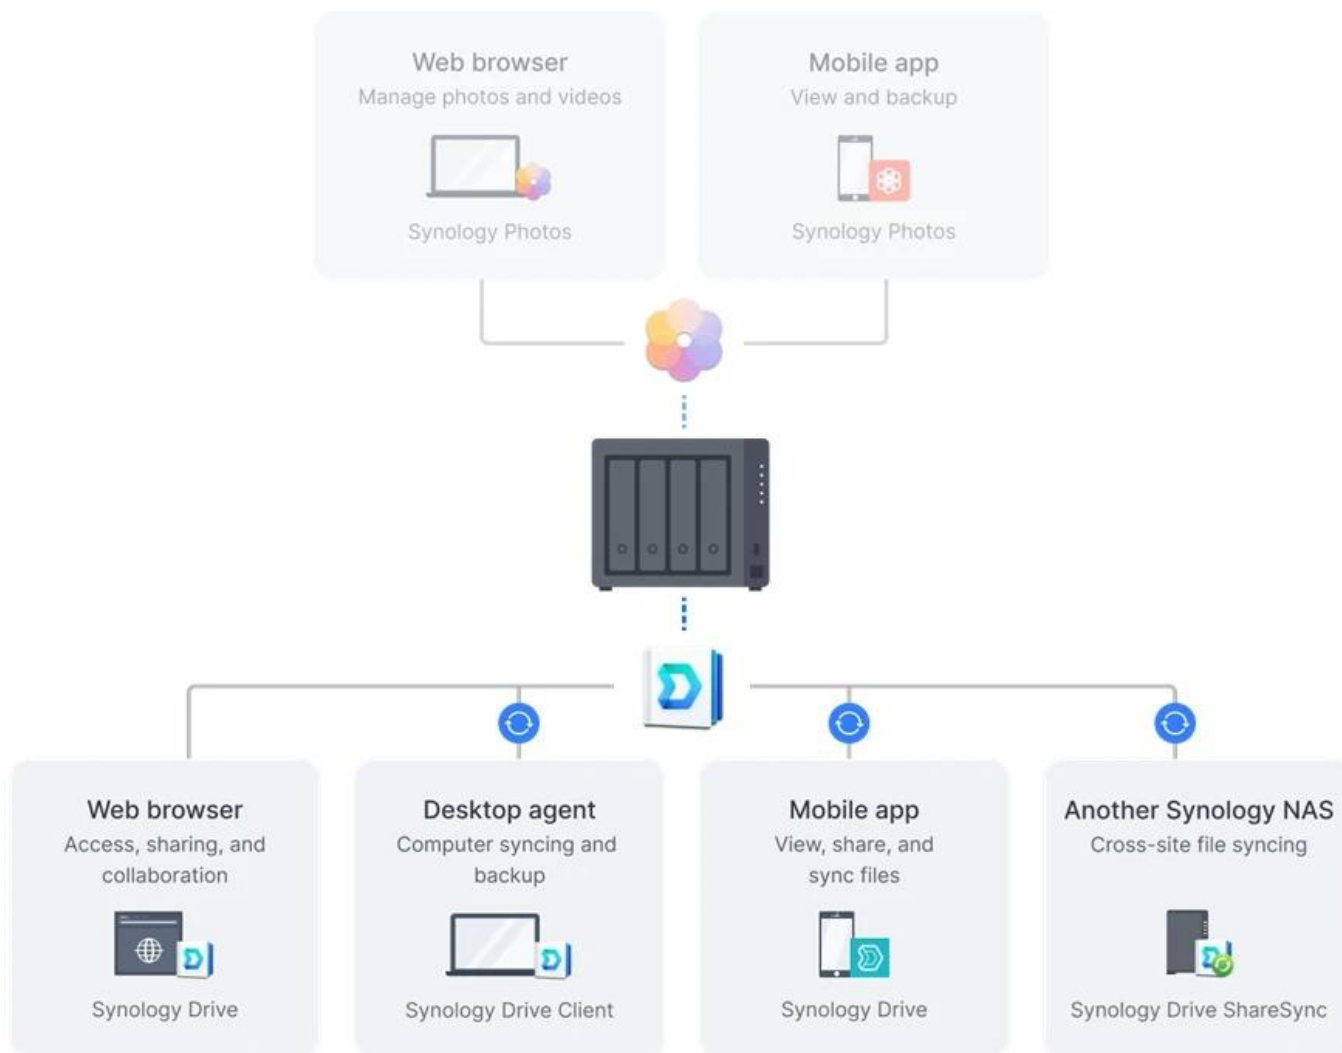 Web browser
Manage photos and videos
Synology Photos
Mobile app
View and backup
Synology Photos
Web browser
Access, sharing, and
collaboration
Synology Drive
Desktop agent
Computer syncing and
backup
Synology Drive Client
Mobile app
View, share, and
sync files
Synology Drive
Another Synology NAS
Cross-site file syncing
Synology Drive ShareSync